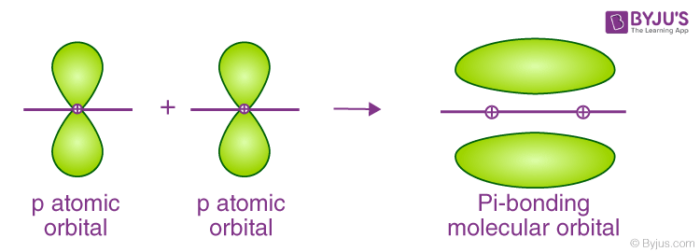 BYJU'S
The Learning App
+
p atomic
orbital
p atomic
orbital
Pi-bonding
molecular orbital
© Byjus.com